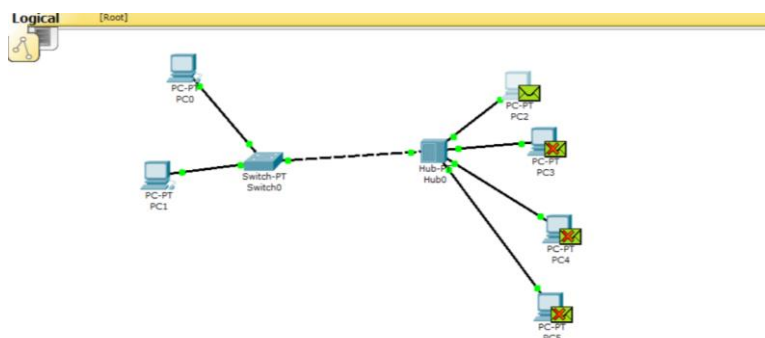 Logical [Root]
PC-PT
PC0
PC-PT
PC1
Switch-PT
Switch0
Hub0
PC-PT
PC2
PC-PT
PC3
PC-PT
PC4
PC-PT
PC5